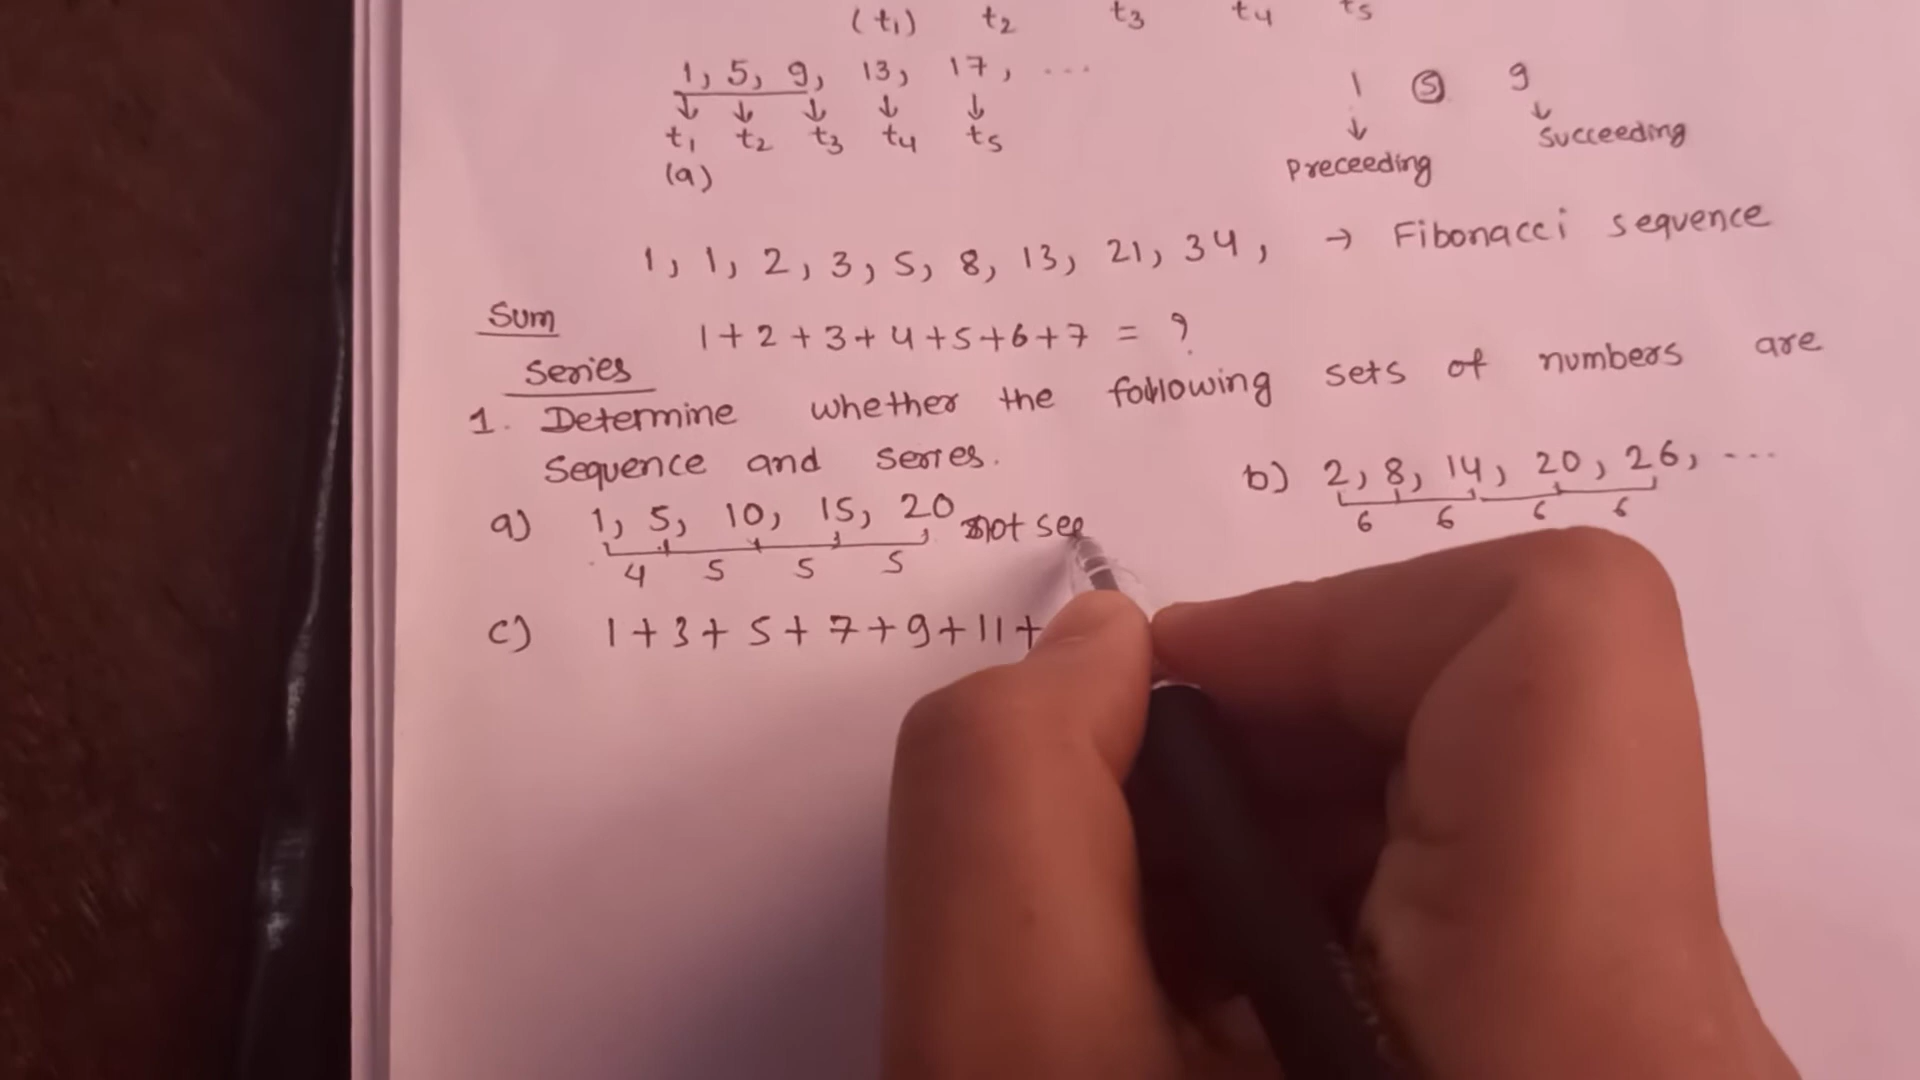 (t₁) t₂ t₃ t₄ t₅
1, 5, 9, 13, 17, ...
↓ ↓ ↓ ↓ ↓
t₁ t₂ t₃ t₄ t₅
(a)
1 5 9
↓ ↓
Preceeding Succeeding
1, 1, 2, 3, 5, 8, 13, 21, 34, → Fibonacci sequence
Sum
1+2+3+4+5+6+7 = ?
Series
1. Determine whether the following sets of numbers are
Sequence and series.
a) 1, 5, 10, 15, 20 not seq
4 5 5 5
b) 2, 8, 14, 20, 26, ...
6 6 6 6
c) 1+3+5+7+9+11+